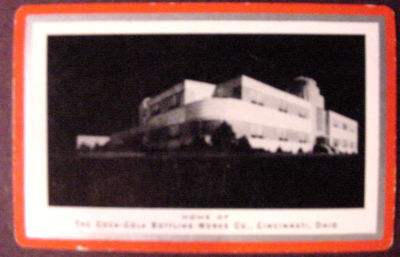 HOME OF
THE COCA-COLA BOTTLING WORKS CO., CINCINNATI, OHIO